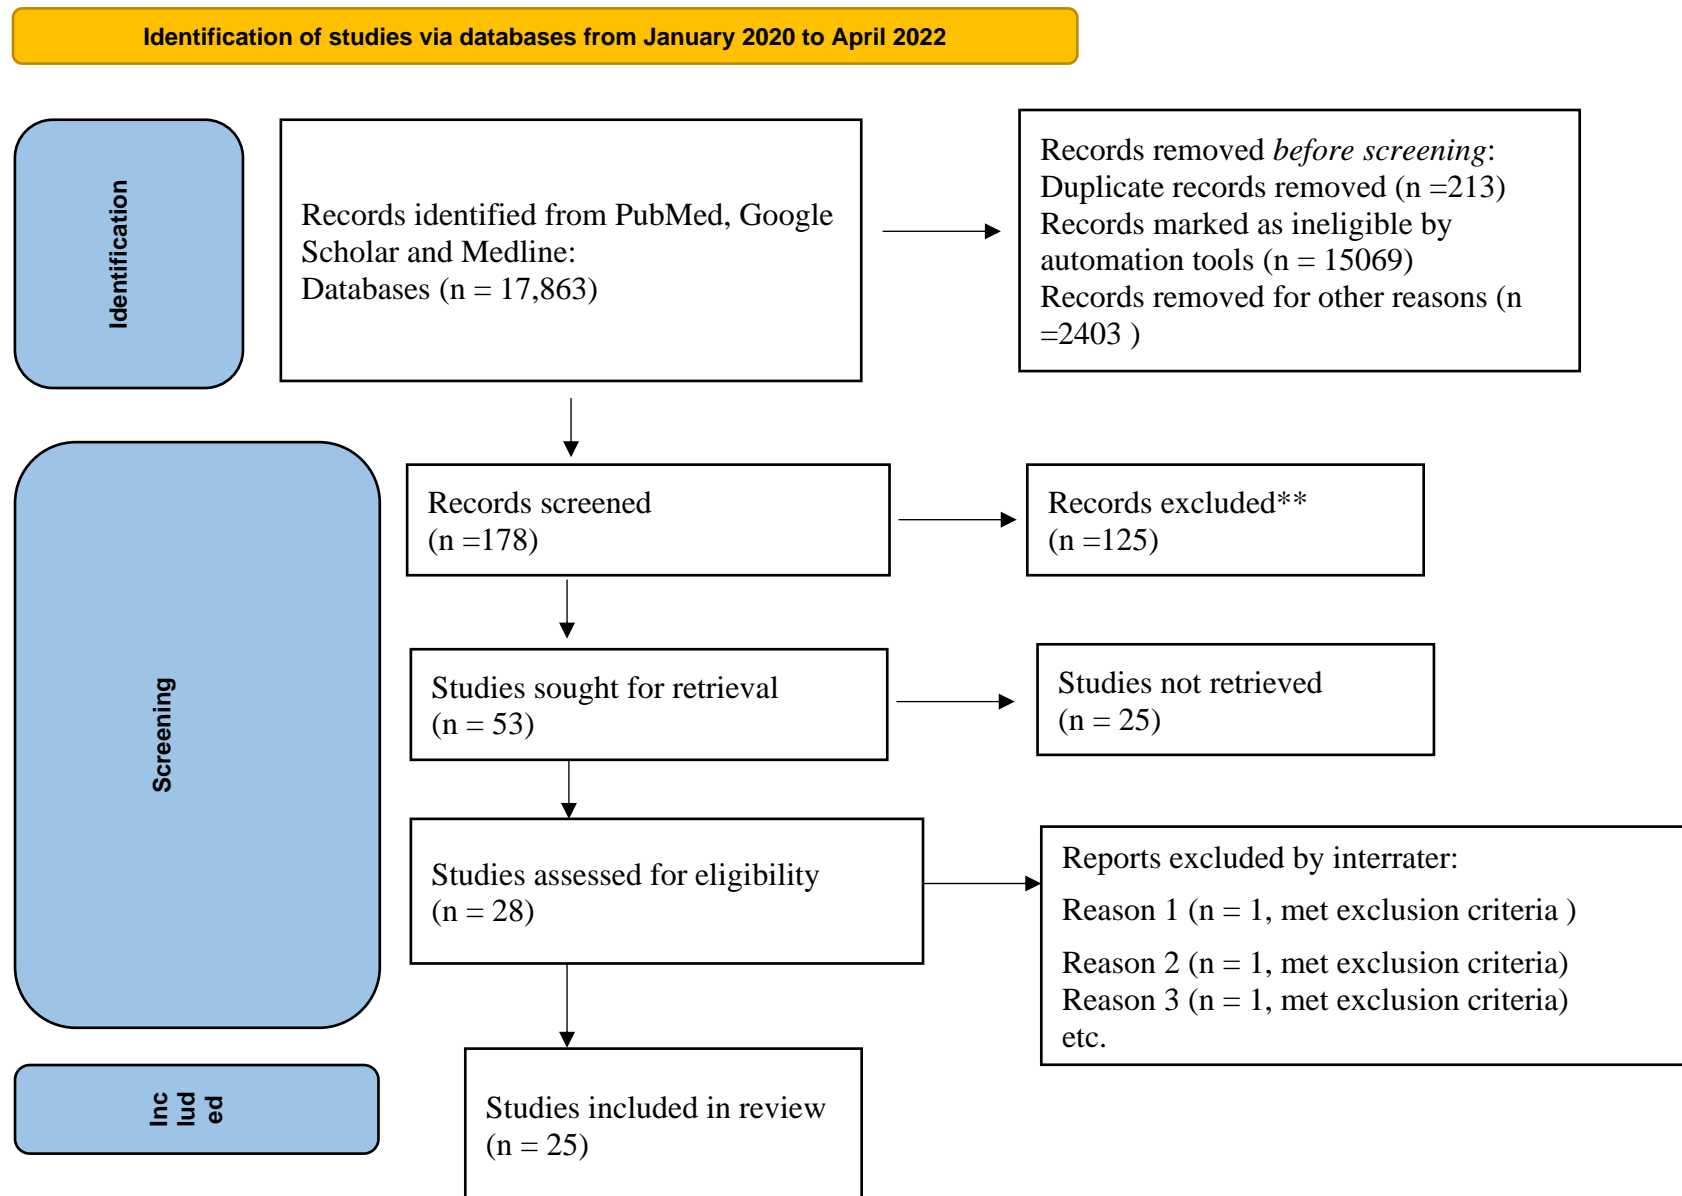 Identification of studies via databases from January 2020 to April 2022
Identification
Records identified from PubMed, Google
Scholar and Medline:
Databases (n = 17,863)
Records removed before screening:
Duplicate records removed (n =213)
Records marked as ineligible by
automation tools (n = 15069)
Records removed for other reasons (n
=2403 )
Screening
Records screened
(n =178)
Records excluded**
(n =125)
Studies sought for retrieval
(n = 53)
Studies not retrieved
(n = 25)
Studies assessed for eligibility
(n = 28)
Reports excluded by interrater:
Reason 1 (n = 1, met exclusion criteria )
Reason 2 (n = 1, met exclusion criteria)
Reason 3 (n = 1, met exclusion criteria)
etc.
Inc
lud
ed
Studies included in review
(n = 25)